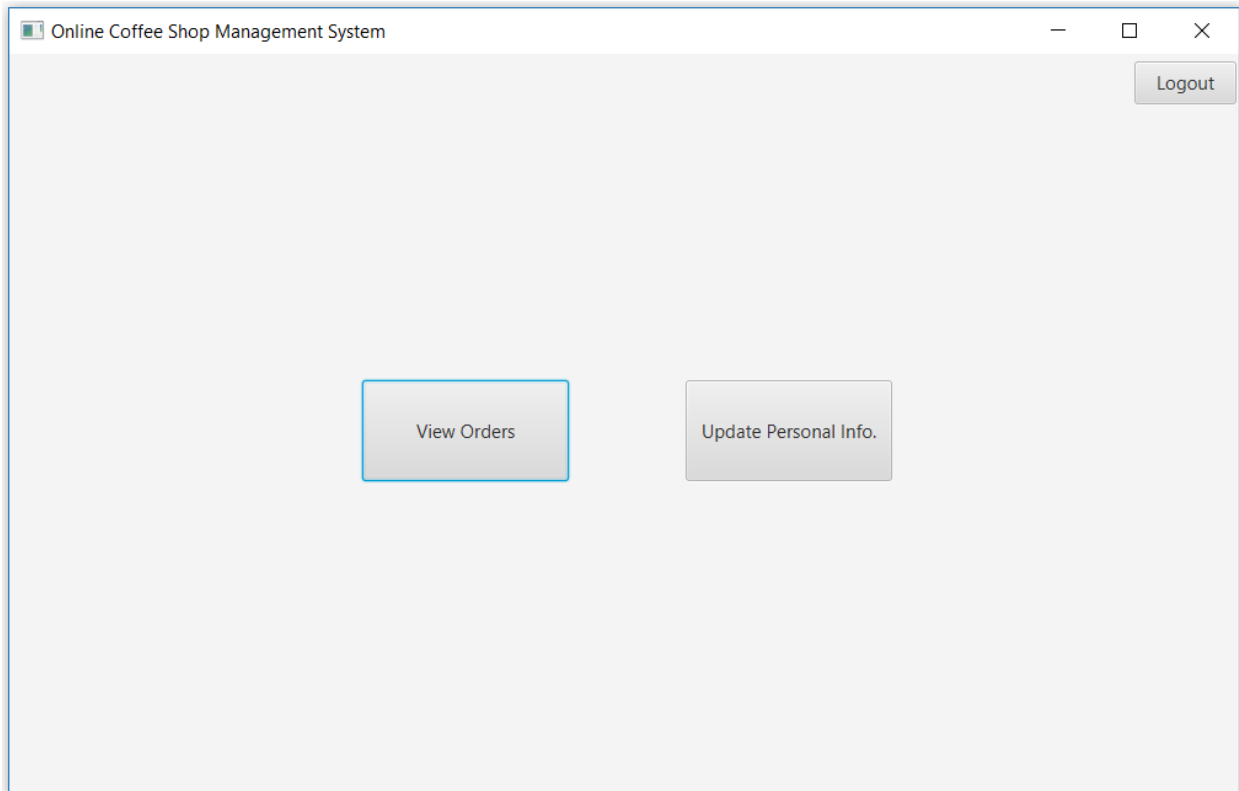 Online Coffee Shop Management System
Logout
View Orders
Update Personal Info.